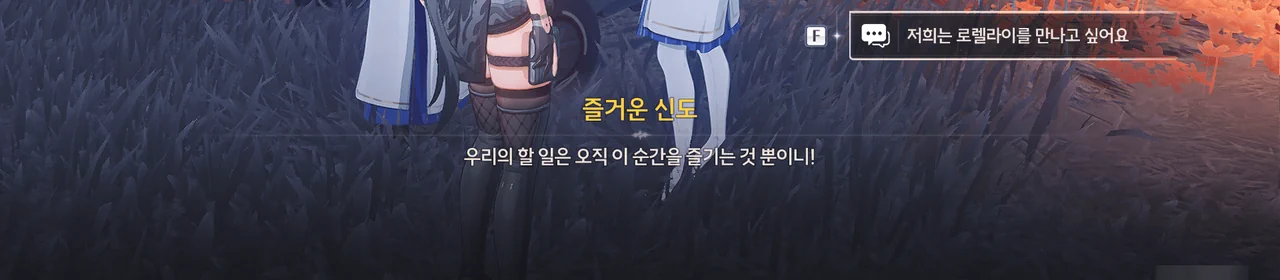 F
저희는 로렐라이를 만나고 싶어요
즐거운 신도
우리의 할 일은 오직 이 순간을 즐기는 것 뿐이니!